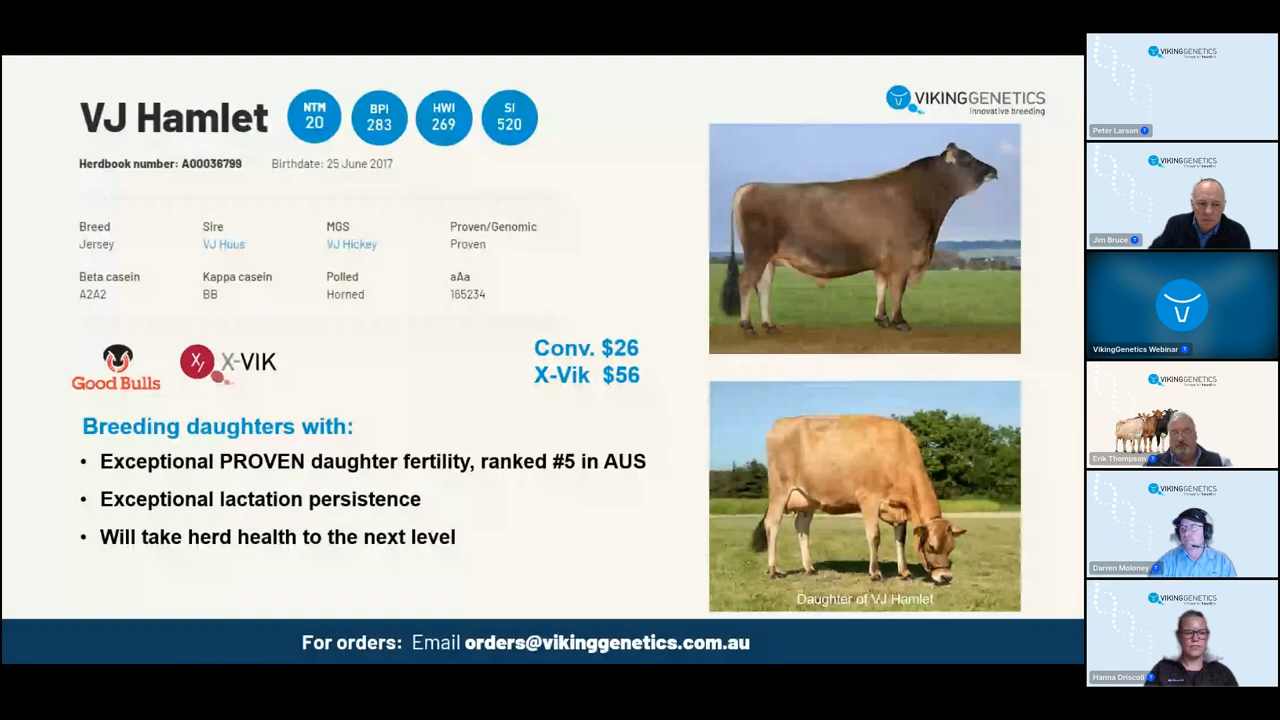 VJ Hamlet
NTM
20
BPI
283
HWI
269
SI
520
VIKINGGENETICS
innovative breeding
Herdbook number: A00036799 Birthdate: 25 June 2017
Breed Sire MGS Proven/Genomic
Jersey VJ Huus VJ Hickey Proven
Beta casein Kappa casein Polled aAa
A2A2 BB Horned 165234
Good Bulls
X-VIK
Conv. $26
X-Vik $56
Breeding daughters with:
• Exceptional PROVEN daughter fertility, ranked #5 in AUS
• Exceptional lactation persistence
• Will take herd health to the next level
Daughter of VJ Hamlet
For orders: Email orders@vikinggenetics.com.au
VIKINGGENETICS
Peter Larson
VIKINGGENETICS
Jim Bruce
VikingGenetics Webinar
VIKINGGENETICS
Erik Thompson
VIKINGGENETICS
Darren Moloney
VIKINGGENETICS
Hanna Driscoll